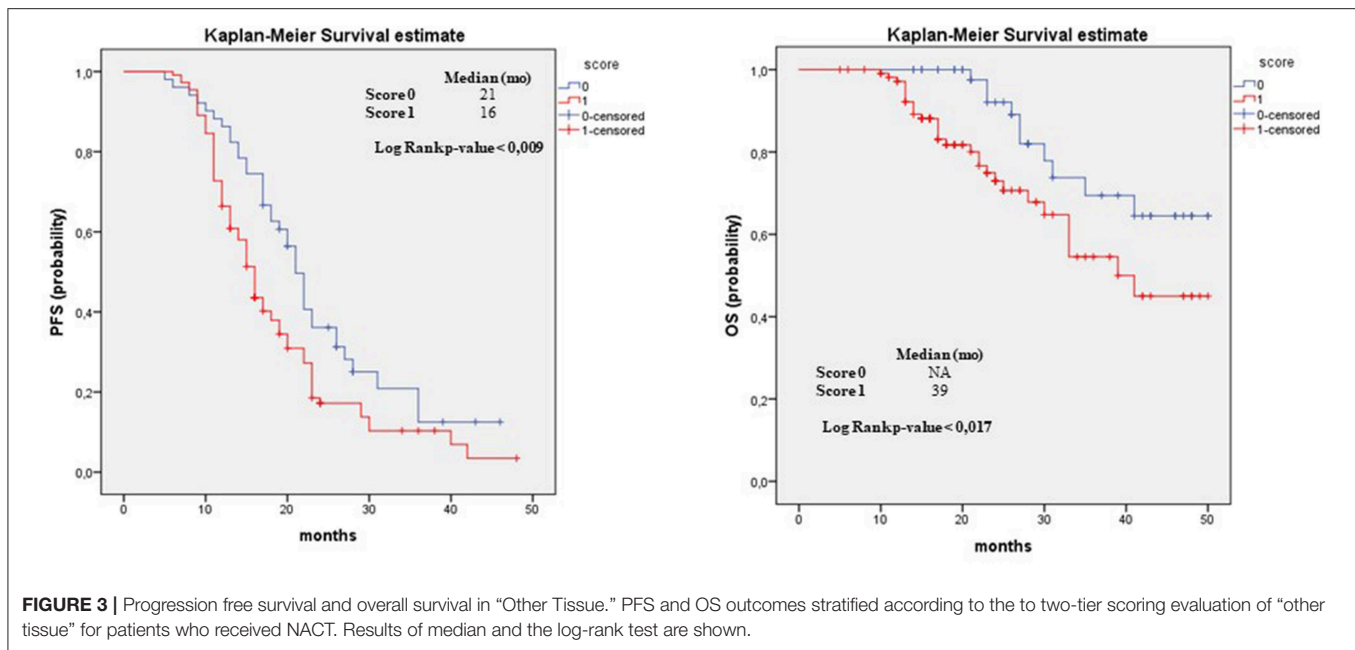 Kaplan-Meier Survival estimate
score
0
1
0-censored
1-censored
Median (mo)
Score 0 21
Score 1 16
Log Rank p-value < 0,009
1,0
0,8
0,6
0,4
0,2
0,0
PFS (probability)
0 10 20 30 40 50
months
Kaplan-Meier Survival estimate
score
0
1
0-censored
1-censored
Median (mo)
Score 0 NA
Score 1 39
Log Rank p-value < 0,017
1,0
0,8
0,6
0,4
0,2
0,0
OS (probability)
0 10 20 30 40 50
months
FIGURE 3 | Progression free survival and overall survival in “Other Tissue.” PFS and OS outcomes stratified according to the to two-tier scoring evaluation of “other
tissue” for patients who received NACT. Results of median and the log-rank test are shown.